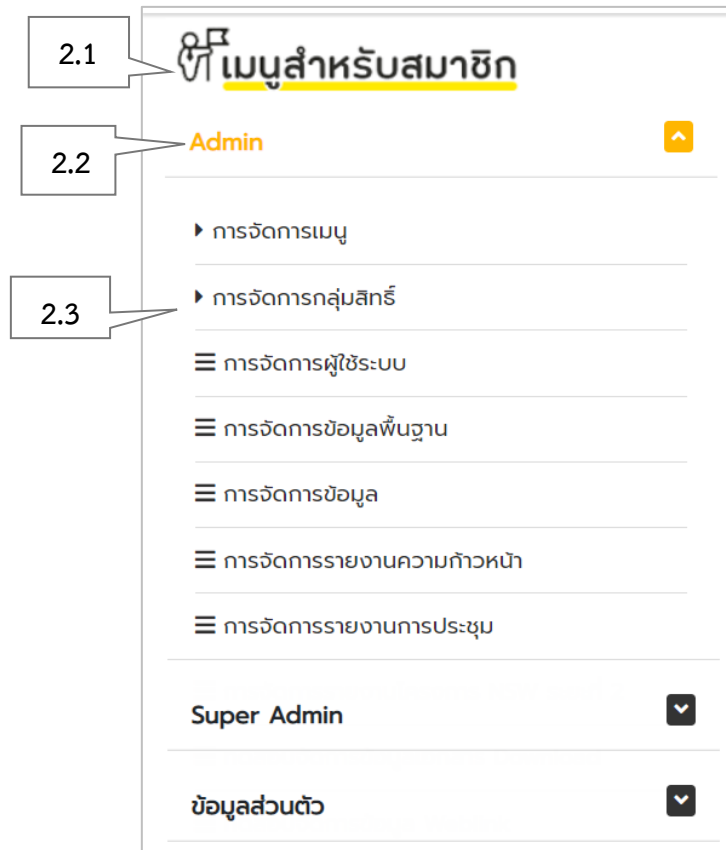 2.1
เมนูสำหรับสมาชิก
2.2
Admin
การจัดการเมนู
2.3
การจัดการกลุ่มสิทธิ์
การจัดการผู้ใช้ระบบ
การจัดการข้อมูลพื้นฐาน
การจัดการข้อมูล
การจัดการรายงานความก้าวหน้า
การจัดการรายงานการประชุม
Super Admin
ข้อมูลส่วนตัว